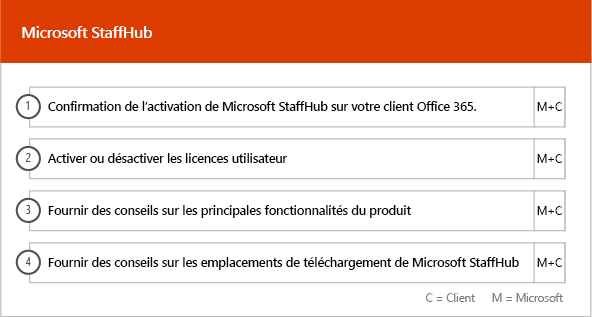 Microsoft StaffHub
1 Confirmation de l'activation de Microsoft StaffHub sur votre client Office 365. M+C
2 Activer ou désactiver les licences utilisateur M+C
3 Fournir des conseils sur les principales fonctionnalités du produit M+C
4 Fournir des conseils sur les emplacements de téléchargement de Microsoft StaffHub M+C
C = Client M = Microsoft